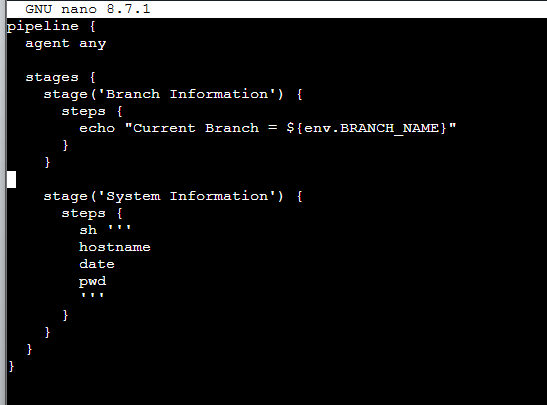 GNU nano 8.7.1
pipeline {
  agent any

  stages {
    stage('Branch Information') {
      steps {
        echo "Current Branch = ${env.BRANCH_NAME}"
      }
    }

    stage('System Information') {
      steps {
        sh '''
        hostname
        date
        pwd
        '''
      }
    }
  }
}